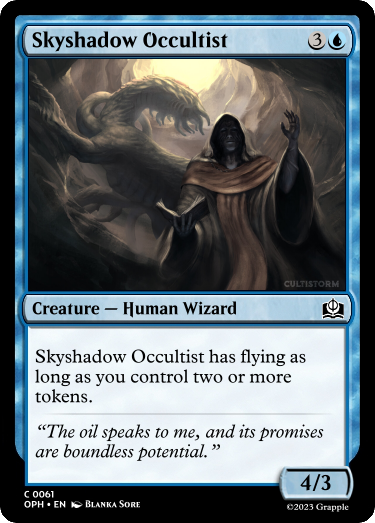 Skyshadow Occultist 3
CULTISTORM
Creature — Human Wizard
Skyshadow Occultist has flying as
long as you control two or more
tokens.
“The oil speaks to me, and its promises
are boundless potential.”
4/3
C 0061
OPH • EN Blanka Sore
©2023 Grapple